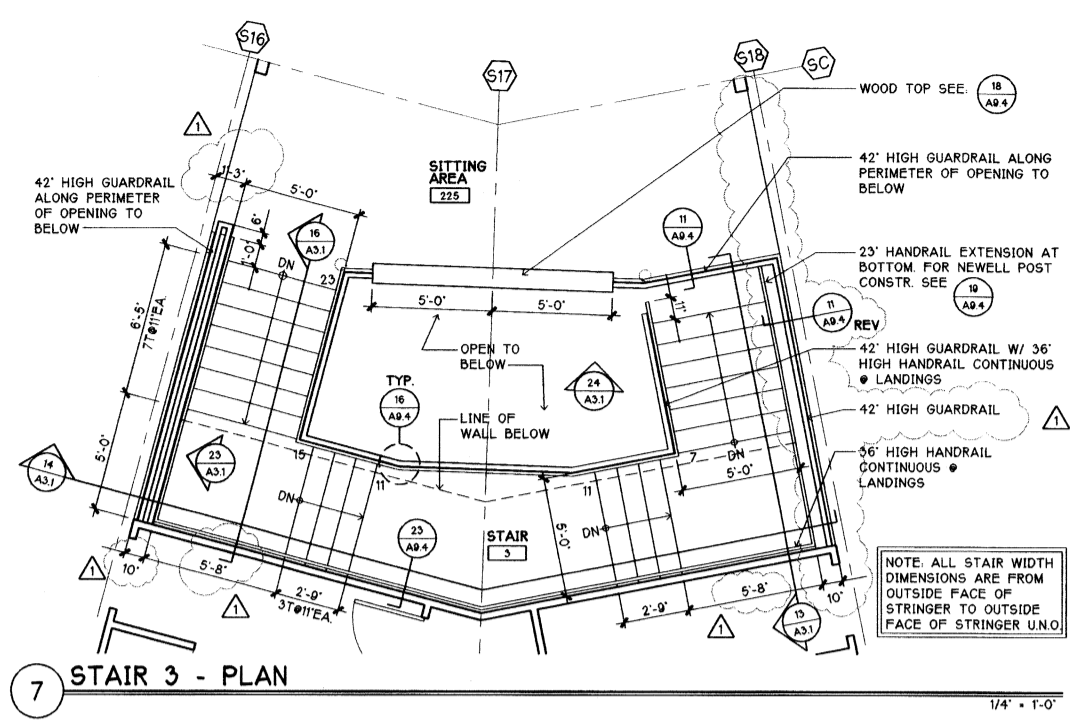 S16
S17
S18
SC
WOOD TOP SEE:
18
A9.4
1
SITTING
AREA
225
42" HIGH GUARDRAIL ALONG
PERIMETER OF OPENING TO
BELOW
42" HIGH GUARDRAIL
ALONG PERIMETER
OF OPENING TO
BELOW
1'-3"
5'-0"
6"
1'-0"
DN
16
A3.1
23
11
A9.4
23" HANDRAIL EXTENSION AT
BOTTOM. FOR NEWELL POST
CONSTR. SEE
19
A9.4
5'-0"
5'-0"
11"
11
A9.4
REV
6'-5"
7T@11"EA.
OPEN TO
BELOW
42" HIGH GUARDRAIL W/ 36"
HIGH HANDRAIL CONTINUOUS
@ LANDINGS
24
A3.1
TYP.
16
A9.4
42" HIGH GUARDRAIL
1
LINE OF
WALL BELOW
5'-0"
14
A3.1
23
A3.1
15
11
7
DN
5'-0"
36" HIGH HANDRAIL
CONTINUOUS @
LANDINGS
DN
11
DN
5'-0"
23
A9.4
STAIR
3
1
10"
5'-8"
2'-9"
3T@11"EA.
1
2'-9"
5'-8"
10"
1
13
A3.1
NOTE: ALL STAIR WIDTH
DIMENSIONS ARE FROM
OUTSIDE FACE OF
STRINGER TO OUTSIDE
FACE OF STRINGER U.N.O.
7
STAIR 3 - PLAN
1/4" = 1'-0"